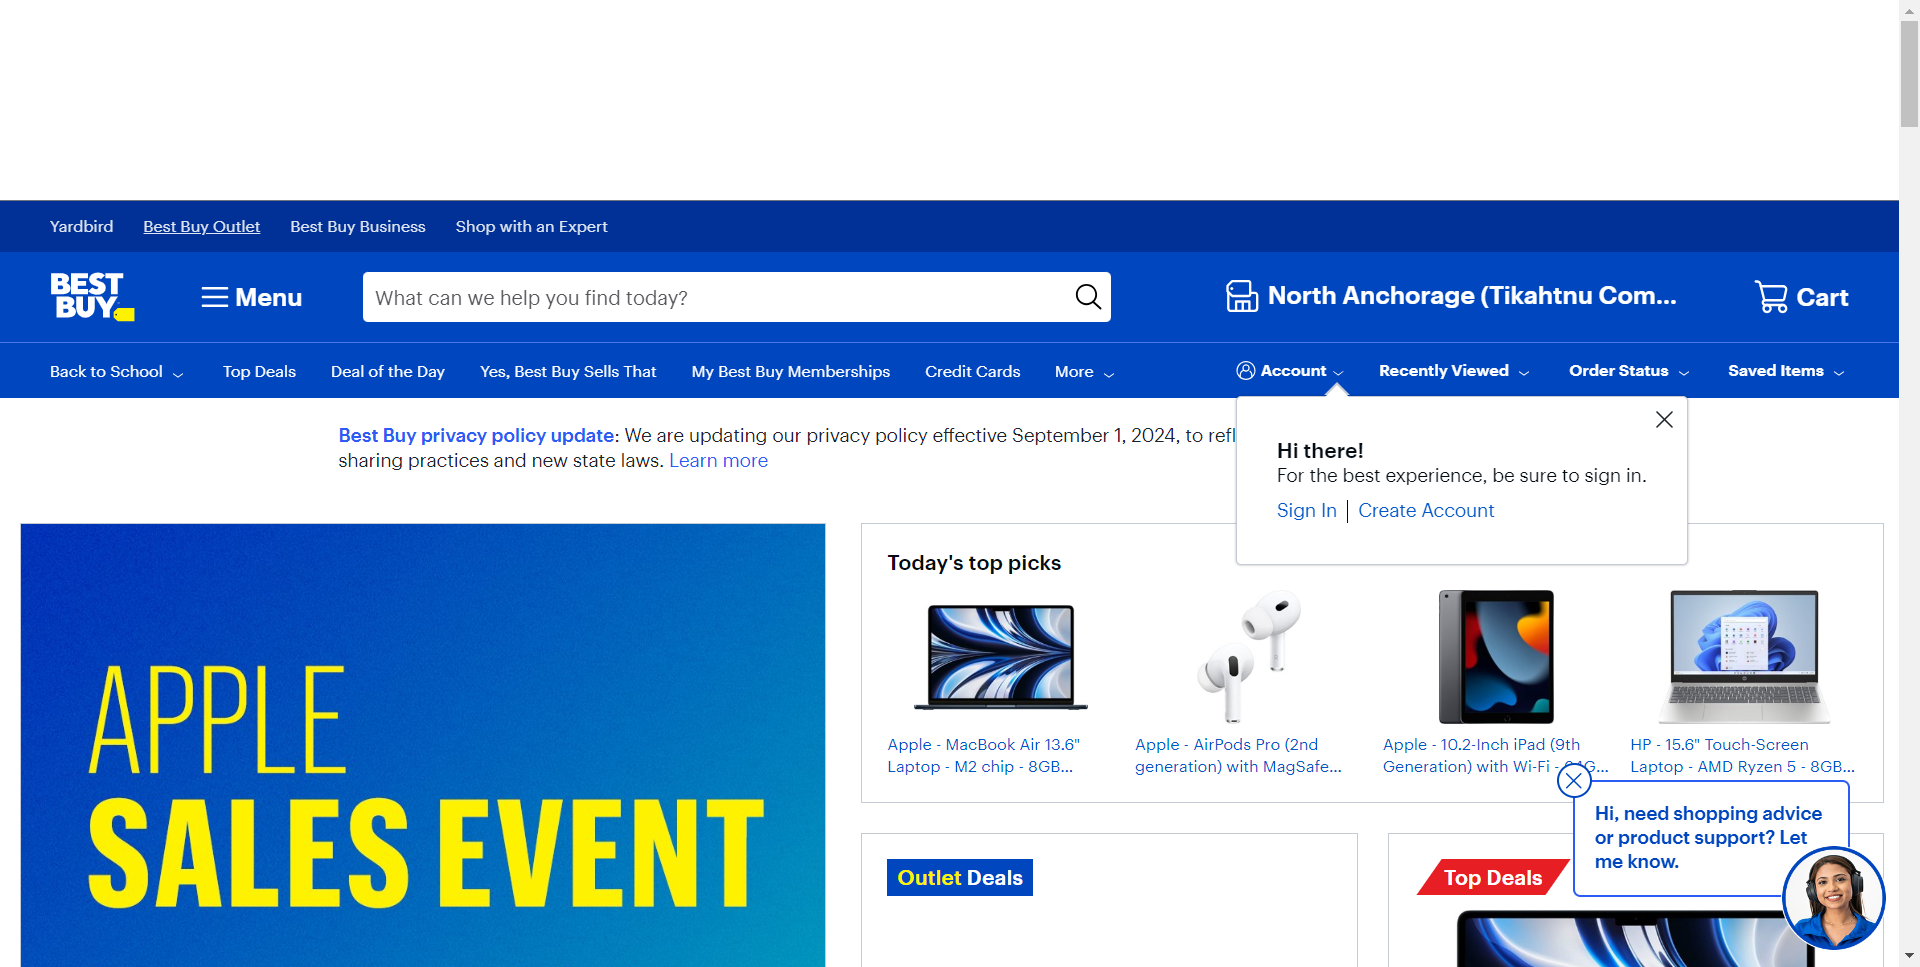 Yardbird Best Buy Outlet Best Buy Business Shop with an Expert
BEST
BUY
Menu
What can we help you find today?
North Anchorage (Tikahtnu Com...
Cart
Back to School Top Deals Deal of the Day Yes, Best Buy Sells That My Best Buy Memberships Credit Cards More
Account Recently Viewed Order Status Saved Items
Best Buy privacy policy update: We are updating our privacy policy effective September 1, 2024, to
sharing practices and new state laws. Learn more
Hi there!
For the best experience, be sure to sign in.
Sign In | Create Account
APPLE
SALES EVENT
Today's top picks
Apple - MacBook Air 13.6"
Laptop - M2 chip - 8GB...
Apple - AirPods Pro (2nd
generation) with MagSafe...
Apple - 10.2-Inch iPad (9th
Generation) with Wi-Fi -
HP - 15.6" Touch-Screen
Laptop - AMD Ryzen 5 - 8GB...
Outlet Deals
Top Deals
Hi, need shopping advice
or product support? Let
me know.